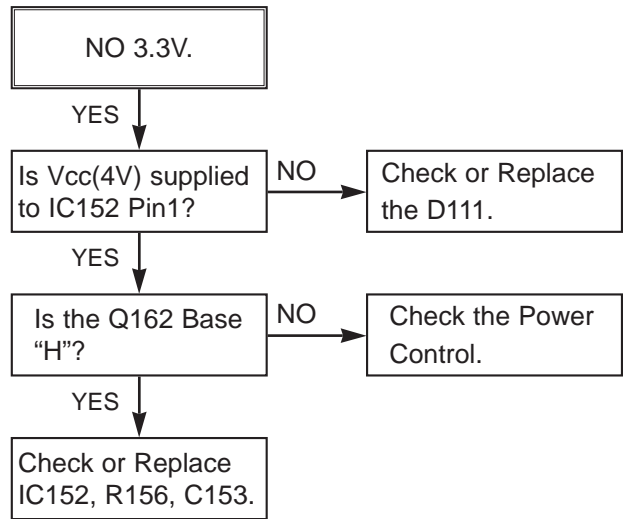 NO 3.3V.
YES
Is Vcc(4V) supplied
to IC152 Pin1?
NO
Check or Replace
the D111.
YES
Is the Q162 Base
“H”?
NO
Check the Power
Control.
YES
Check or Replace
IC152, R156, C153.